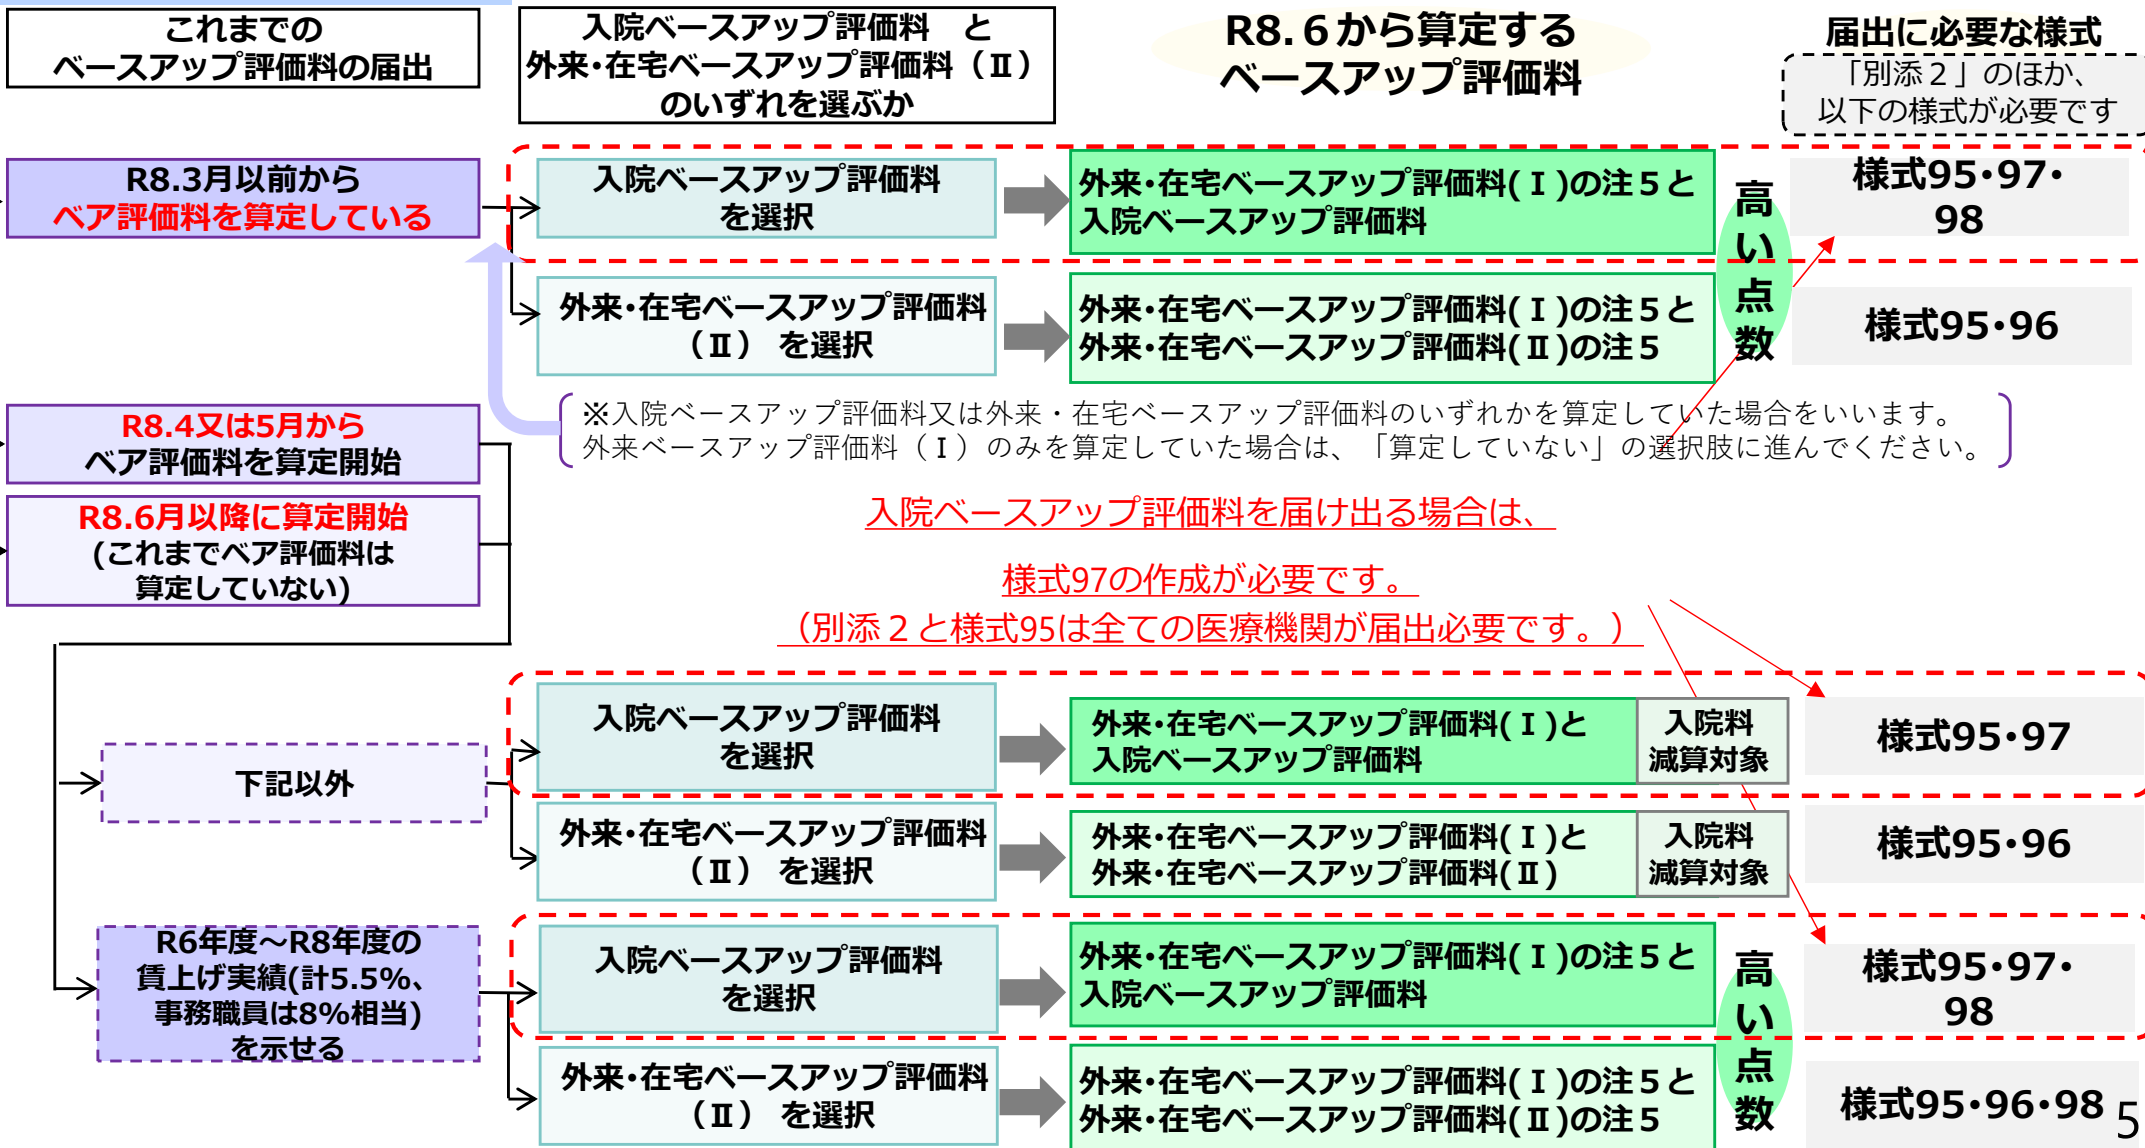 これまでの
ベースアップ評価料の届出
入院ベースアップ評価料　と
外来・在宅ベースアップ評価料（Ⅱ）
のいずれを選ぶか
R8.６から算定する
ベースアップ評価料
届出に必要な様式
「別添２」のほか、
以下の様式が必要です
R8.3月以前から
ベア評価料を算定している
入院ベースアップ評価料
を選択
外来・在宅ベースアップ評価料(Ⅰ)の注５と
入院ベースアップ評価料
様式95・97・
98
外来・在宅ベースアップ評価料
（Ⅱ） を選択
外来・在宅ベースアップ評価料(Ⅰ)の注５と
外来・在宅ベースアップ評価料(Ⅱ)の注５
高い点数
様式95・96
※入院ベースアップ評価料又は外来・在宅ベースアップ評価料のいずれかを算定していた場合をいいます。
外来ベースアップ評価料（Ⅰ）のみを算定していた場合は、「算定していない」の選択肢に進んでください。
R8.4又は5月から
ベア評価料を算定開始
R8.6月以降に算定開始
(これまでベア評価料は
算定していない)
入院ベースアップ評価料を届け出る場合は、
様式97の作成が必要です。
（別添２と様式95は全ての医療機関が届出必要です。）
下記以外
入院ベースアップ評価料
を選択
外来・在宅ベースアップ評価料(Ⅰ)と
入院ベースアップ評価料
入院料
減算対象
様式95・97
外来・在宅ベースアップ評価料
（Ⅱ） を選択
外来・在宅ベースアップ評価料(Ⅰ)と
外来・在宅ベースアップ評価料(Ⅱ)
入院料
減算対象
様式95・96
R6年度～R8年度の
賃上げ実績(計5.5%、
事務職員は8%相当)
を示せる
入院ベースアップ評価料
を選択
外来・在宅ベースアップ評価料(Ⅰ)の注５と
入院ベースアップ評価料
様式95・97・
98
外来・在宅ベースアップ評価料
（Ⅱ） を選択
外来・在宅ベースアップ評価料(Ⅰ)の注５と
外来・在宅ベースアップ評価料(Ⅱ)の注５
高い点数
様式95・96・98
5